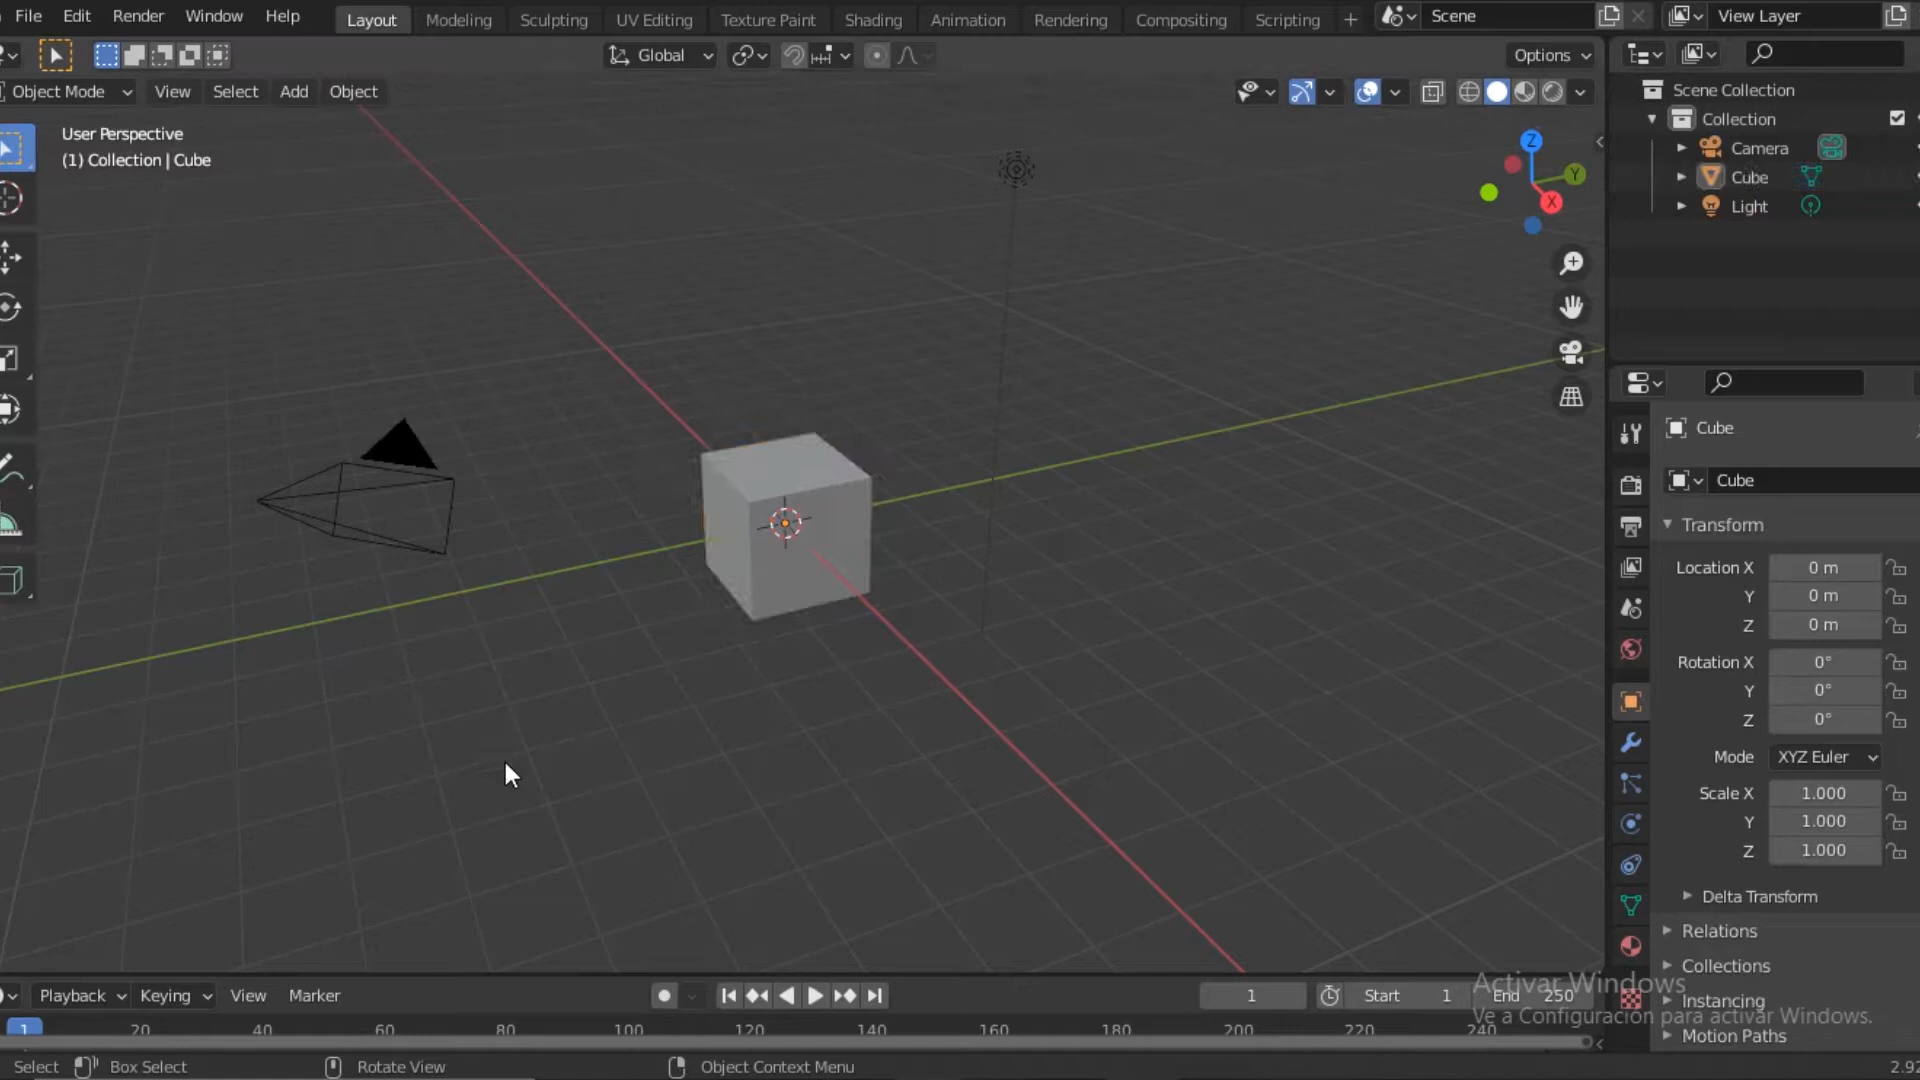 File Edit Render Window Help Layout Modeling Sculpting UV Editing Texture Paint Shading Animation Rendering Compositing Scripting + Scene View Layer
Global Options
Object Mode View Select Add Object
User Perspective
(1) Collection | Cube
Z
Y
X
Scene Collection
Collection
Camera
Cube
Light
Cube
Cube
Transform
Location X 0 m
Y 0 m
Z 0 m
Rotation X 0°
Y 0°
Z 0°
Mode XYZ Euler
Scale X 1.000
Y 1.000
Z 1.000
Delta Transform
Relations
Collections
Instancing
Motion Paths
Activar Windows
Ve a Configuración para activar Windows.
Playback Keying View Marker 1 Start 1 End 250
1 20 40 60 80 100 120 140 160 180 200 220 240
Select Box Select Rotate View Object Context Menu 2.92